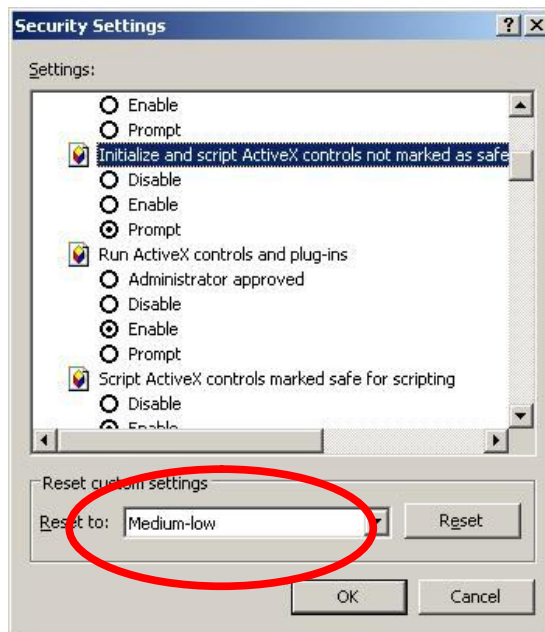 Security Settings
Settings:
Enable
Prompt
Initialize and script ActiveX controls not marked as safe
Disable
Enable
Prompt
Run ActiveX controls and plug-ins
Administrator approved
Disable
Enable
Prompt
Script ActiveX controls marked safe for scripting
Disable
Enable
Reset custom settings
Reset to: Medium-low Reset
OK Cancel